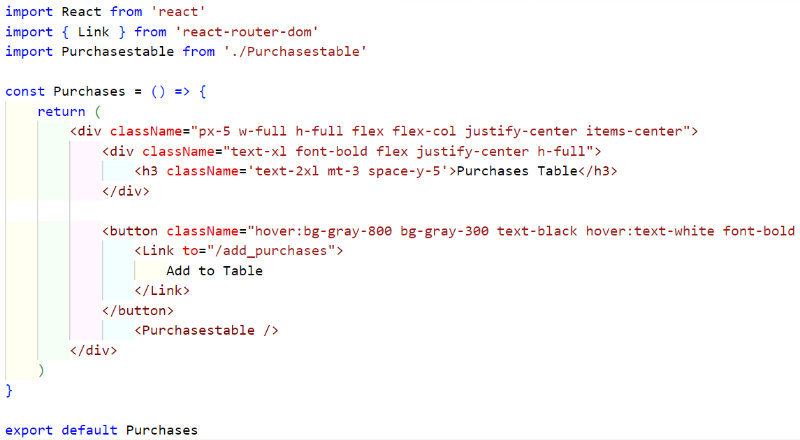 import React from 'react'
import { Link } from 'react-router-dom'
import Purchasestable from './Purchasestable'
const Purchases = () => {
return (
<div className="px-5 w-full h-full flex flex-col justify-center items-center">
<div className="text-xl font-bold flex justify-center h-full">
<h3 className='text-2xl mt-3 space-y-5'>Purchases Table</h3>
</div>
<button className="hover:bg-gray-800 bg-gray-300 text-black hover:text-white font-bold
<Link to="/add_purchases">
Add to Table
</Link>
</button>
<Purchasestable />
</div>
)
}
export default Purchases